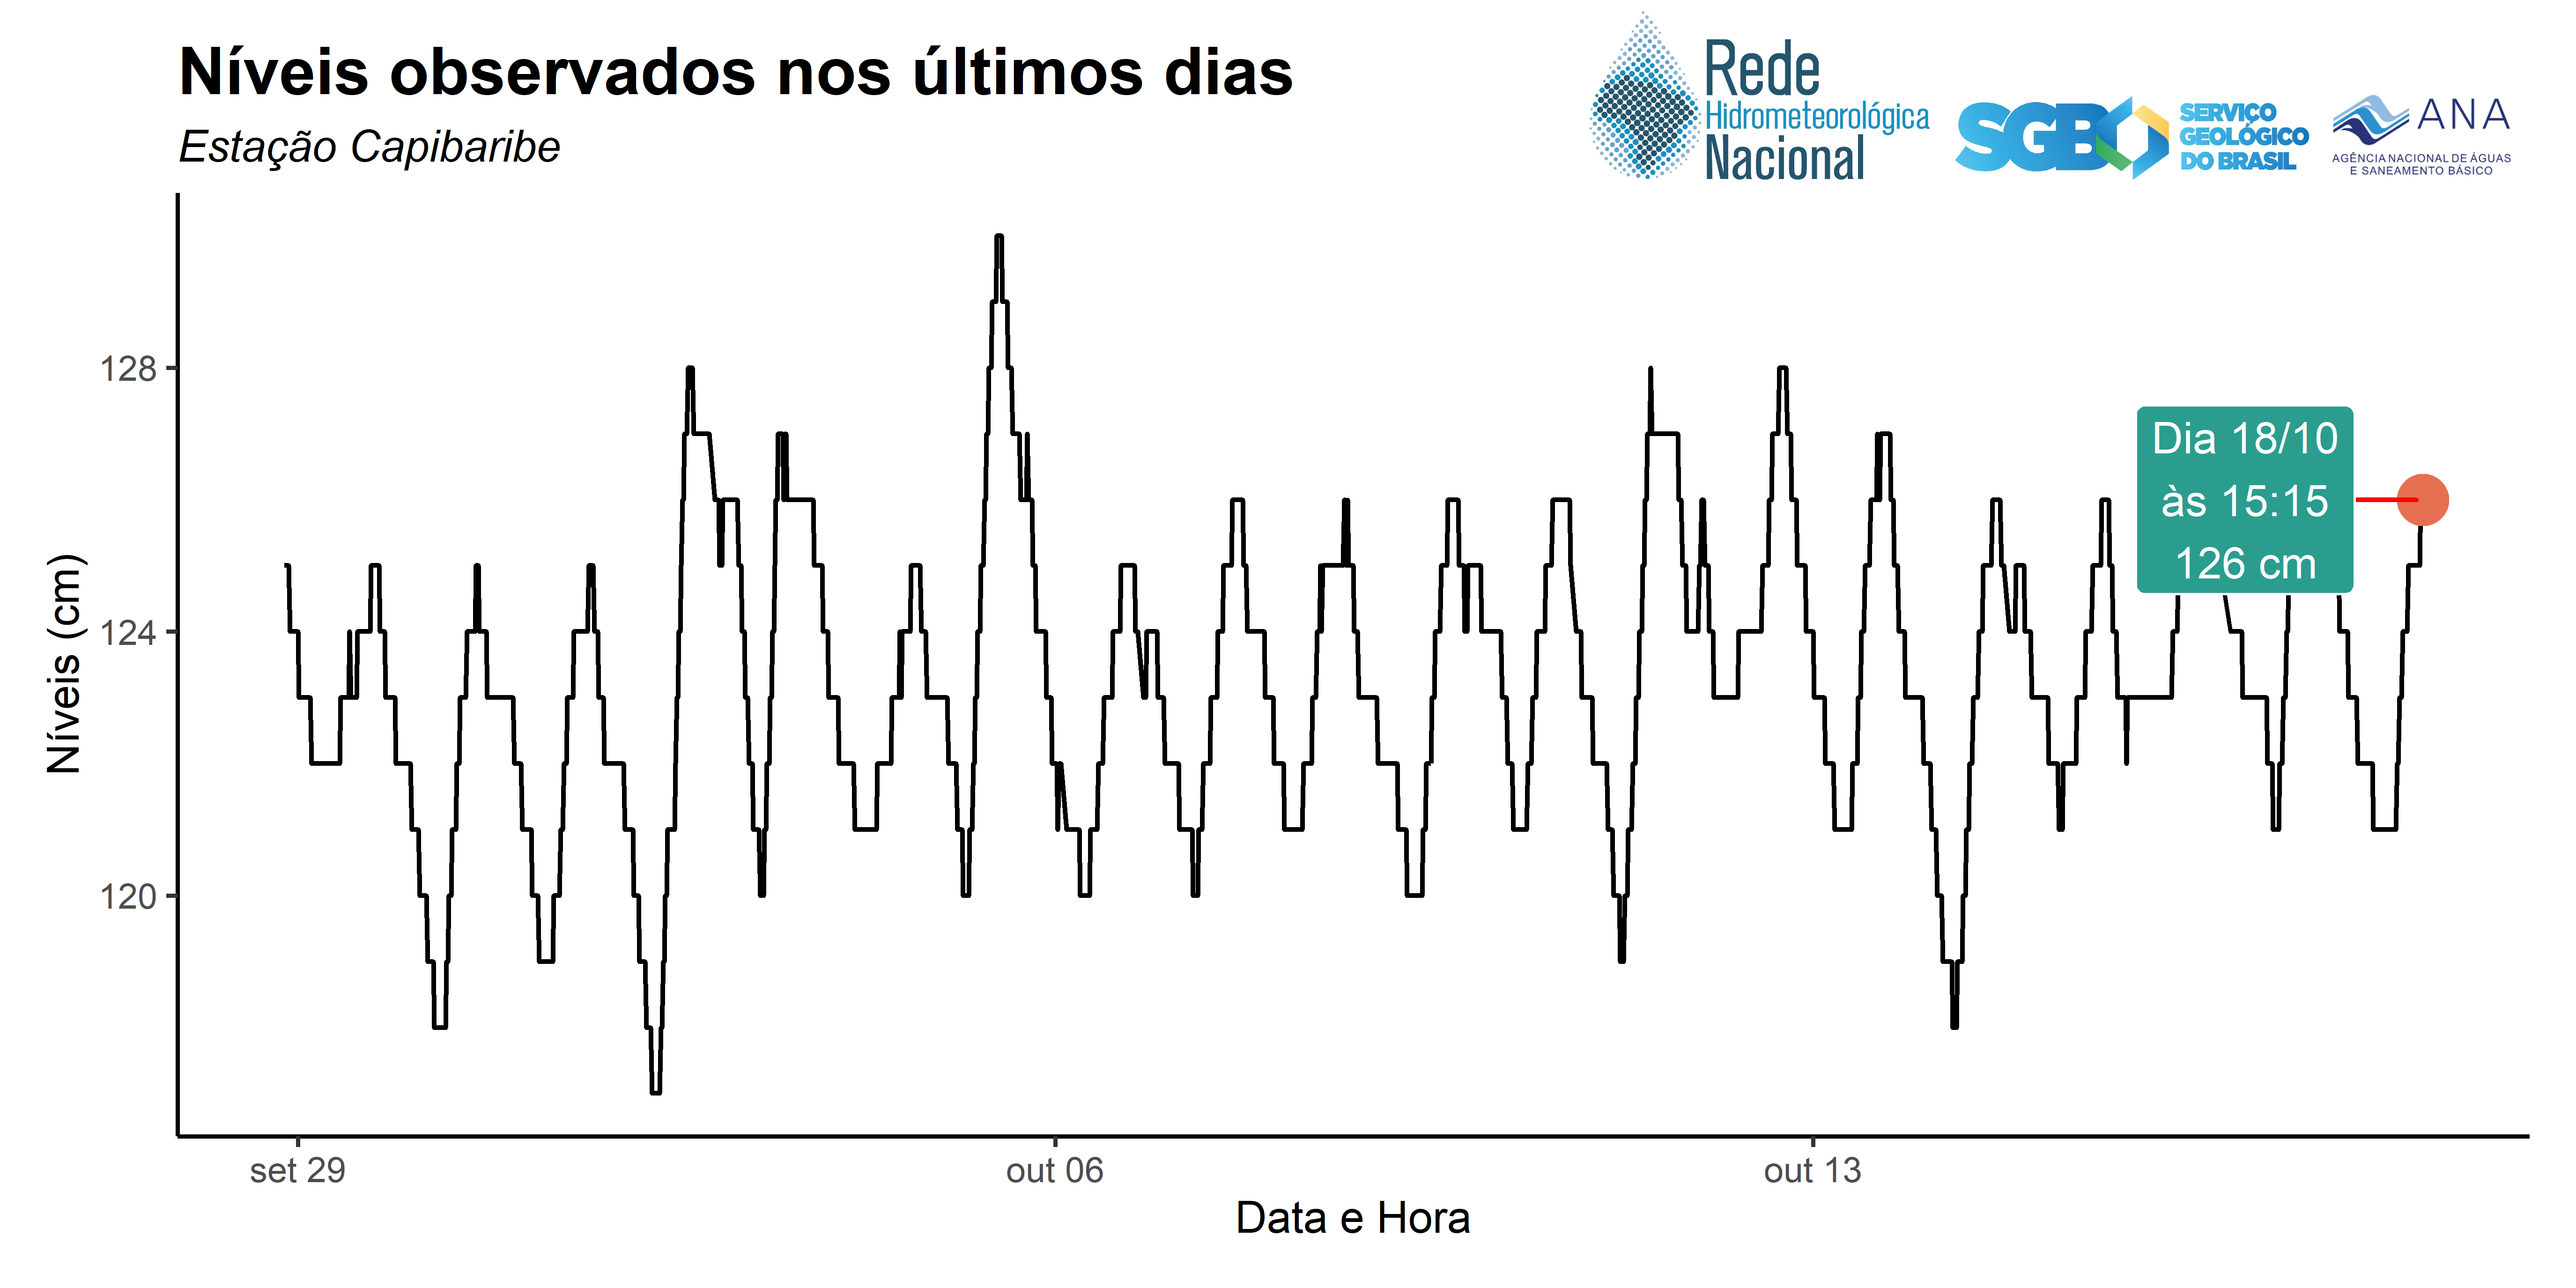 Níveis observados nos últimos dias
Estação Capibaribe
Rede
Hidrometeorológica
Nacional
SGB
SERVIÇO
GEOLÓGICO
DO BRASIL
ANA
AGÊNCIA NACIONAL DE ÁGUAS
E SANEAMENTO BÁSICO
Níveis (cm)
128
124
120
Dia 18/10
às 15:15
126 cm
set 29
out 06
out 13
Data e Hora